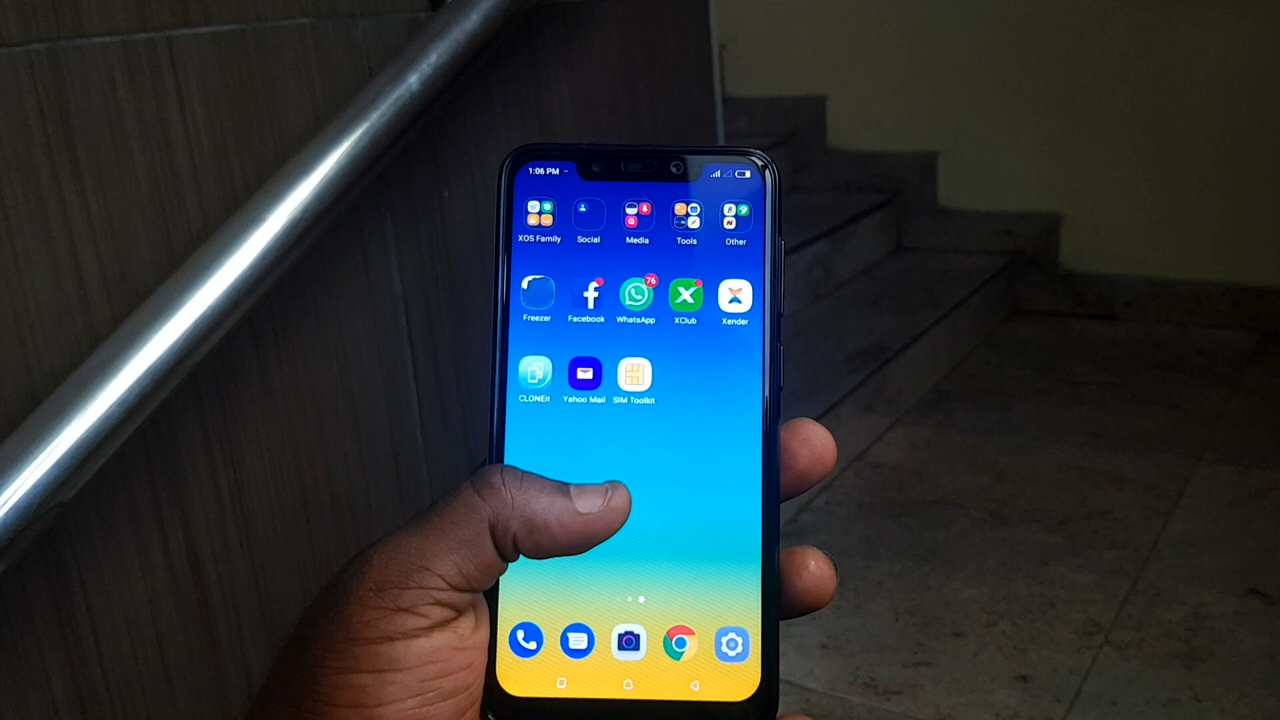 1:06 PM
XOS Family Social Media Tools Other
76
Freezer Facebook WhatsApp XClub Xender
CLONEit Yahoo Mail SIM Toolkit